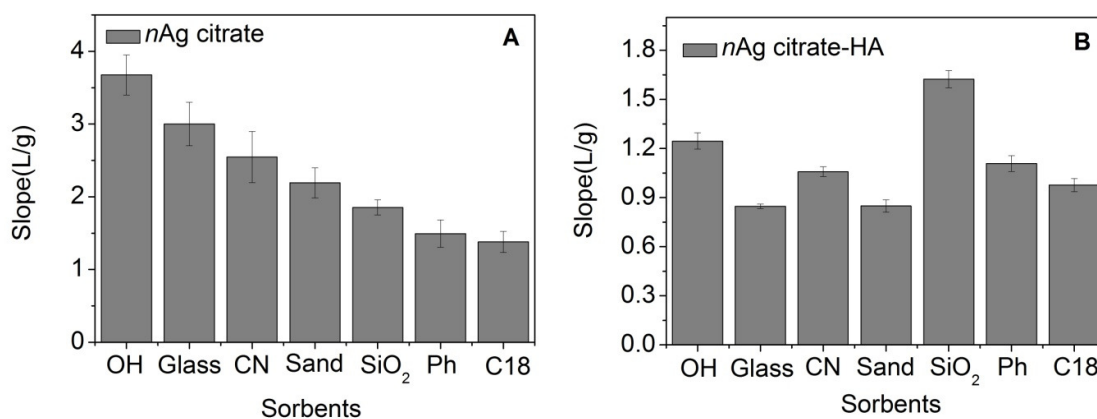 nAg citrate
A
Slope(L/g)
4
3
2
1
0
OH Glass CN Sand SiO₂ Ph C18
Sorbents
nAg citrate-HA
B
Slope(L/g)
1.8
1.5
1.2
0.9
0.6
0.3
0.0
OH Glass CN Sand SiO₂ Ph C18
Sorbents